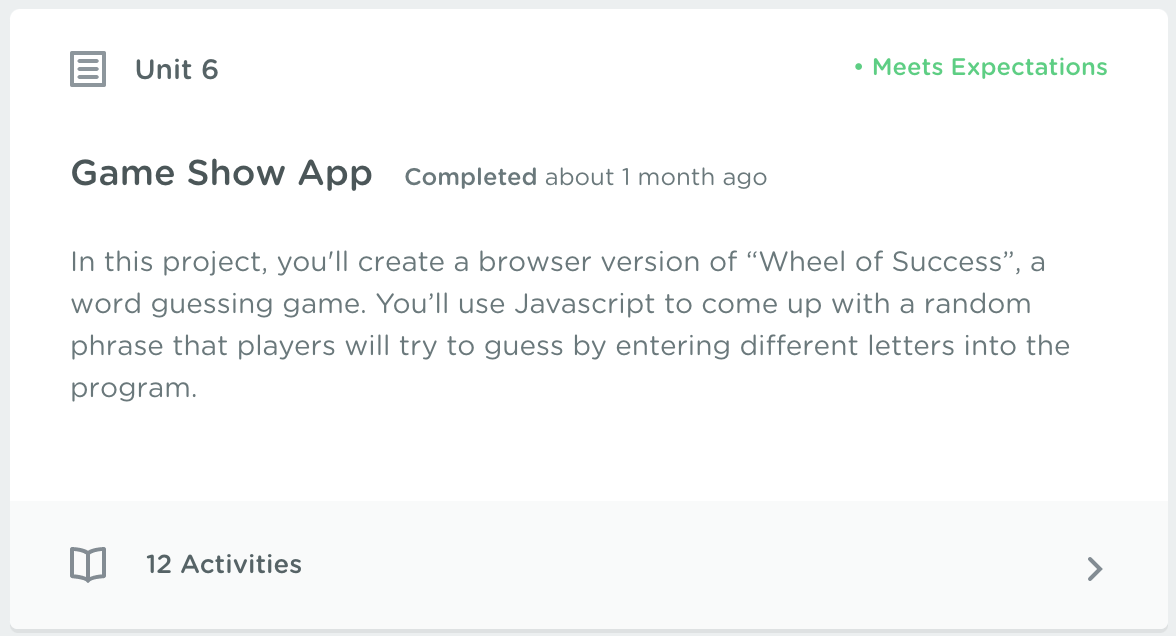 Unit 6
• Meets Expectations
Game Show App Completed about 1 month ago
In this project, you'll create a browser version of “Wheel of Success”, a
word guessing game. You’ll use Javascript to come up with a random
phrase that players will try to guess by entering different letters into the
program.
12 Activities